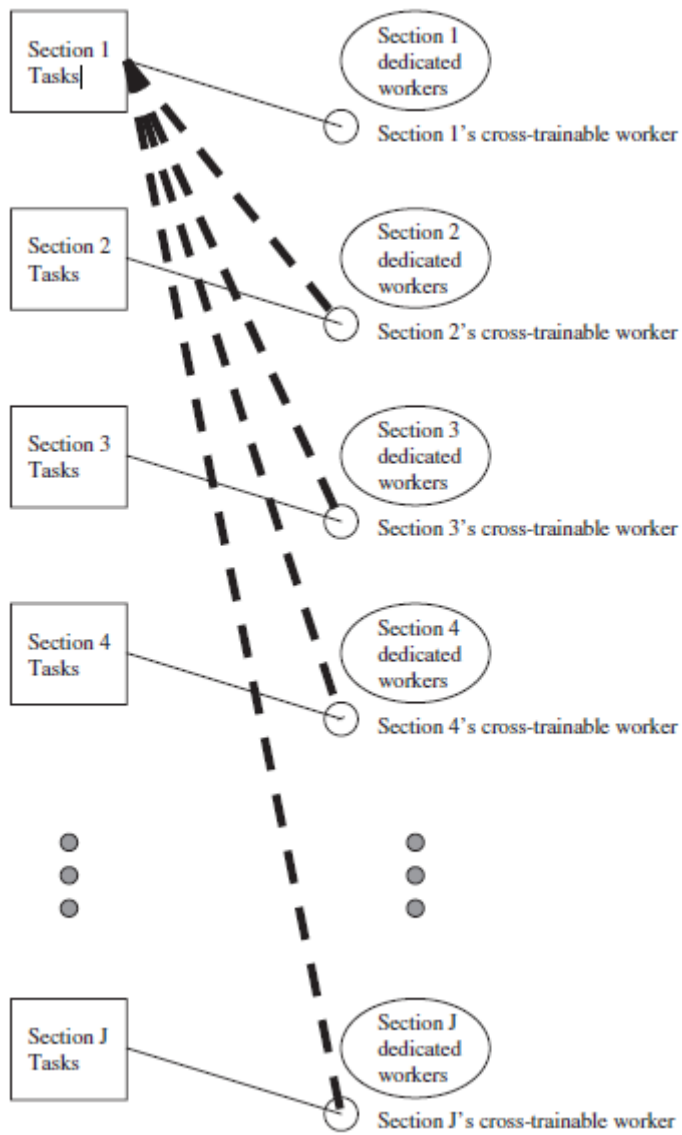 Section 1
Tasks
Section 1
dedicated
workers
Section 1's cross-trainable worker
Section 2
Tasks
Section 2
dedicated
workers
Section 2's cross-trainable worker
Section 3
Tasks
Section 3
dedicated
workers
Section 3's cross-trainable worker
Section 4
Tasks
Section 4
dedicated
workers
Section 4's cross-trainable worker
Section J
Tasks
Section J
dedicated
workers
Section J's cross-trainable worker